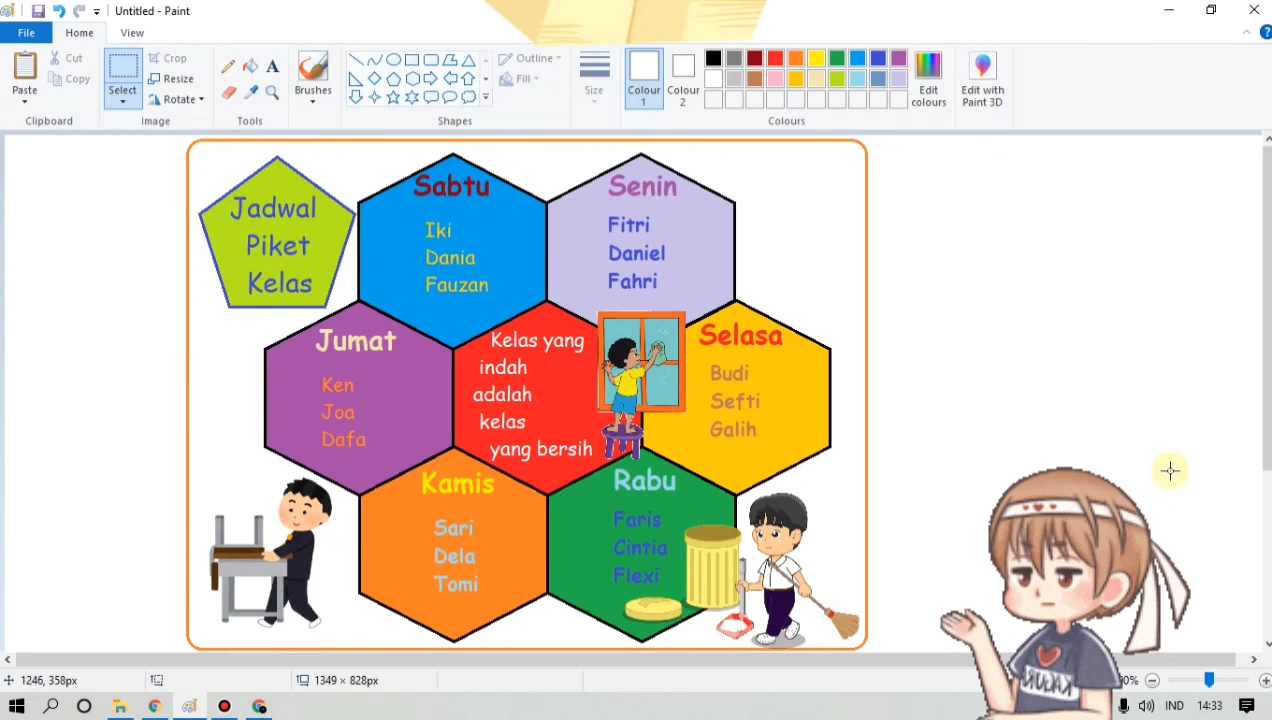 Untitled - Paint
File Home View
Paste
Cut
Copy
Clipboard
Select
Crop
Resize
Rotate
Image
A
Tools
Brushes
Outline
Fill
Shapes
Size
Colour 1
Colour 2
Edit colours
Colours
Edit with Paint 3D
Jadwal
Piket
Kelas
Sabtu
Iki
Dania
Fauzan
Senin
Fitri
Daniel
Fahri
Jumat
Ken
Joa
Dafa
Kelas yang
indah
adalah
kelas
yang bersih
Selasa
Budi
Sefti
Galih
Kamis
Sari
Dela
Tomi
Rabu
Faris
Cintia
Flexi
1246, 358px
1349 × 828px
IND 14:33